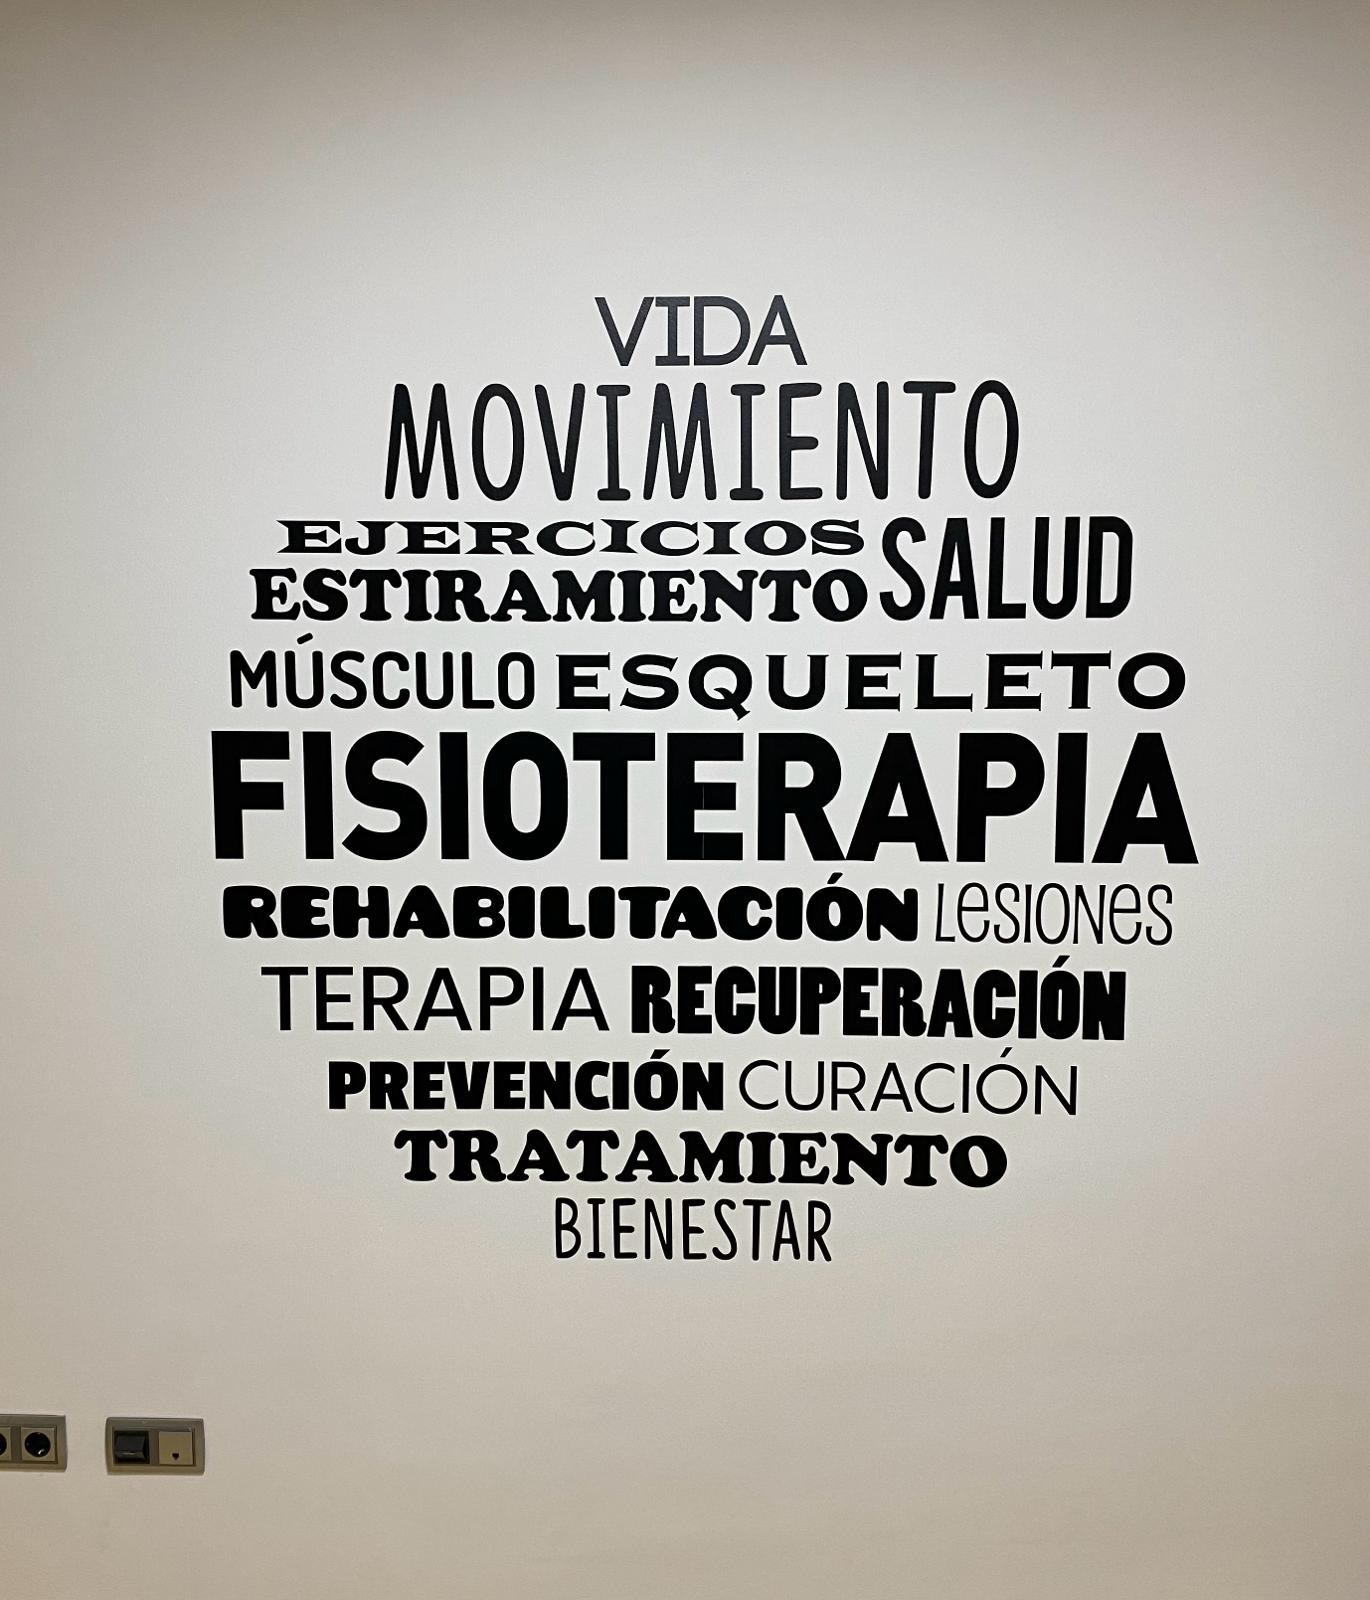 VIDA
MOVIMIENTO
EJERCICIOS SALUD
ESTIRAMIENTO
MÚSCULO ESQUELETO
FISIOTERAPIA
REHABILITACIÓN LeSIONeS
TERAPIA RECUPERACIÓN
PREVENCIÓN CURACIÓN
TRATAMIENTO
BIENESTAR